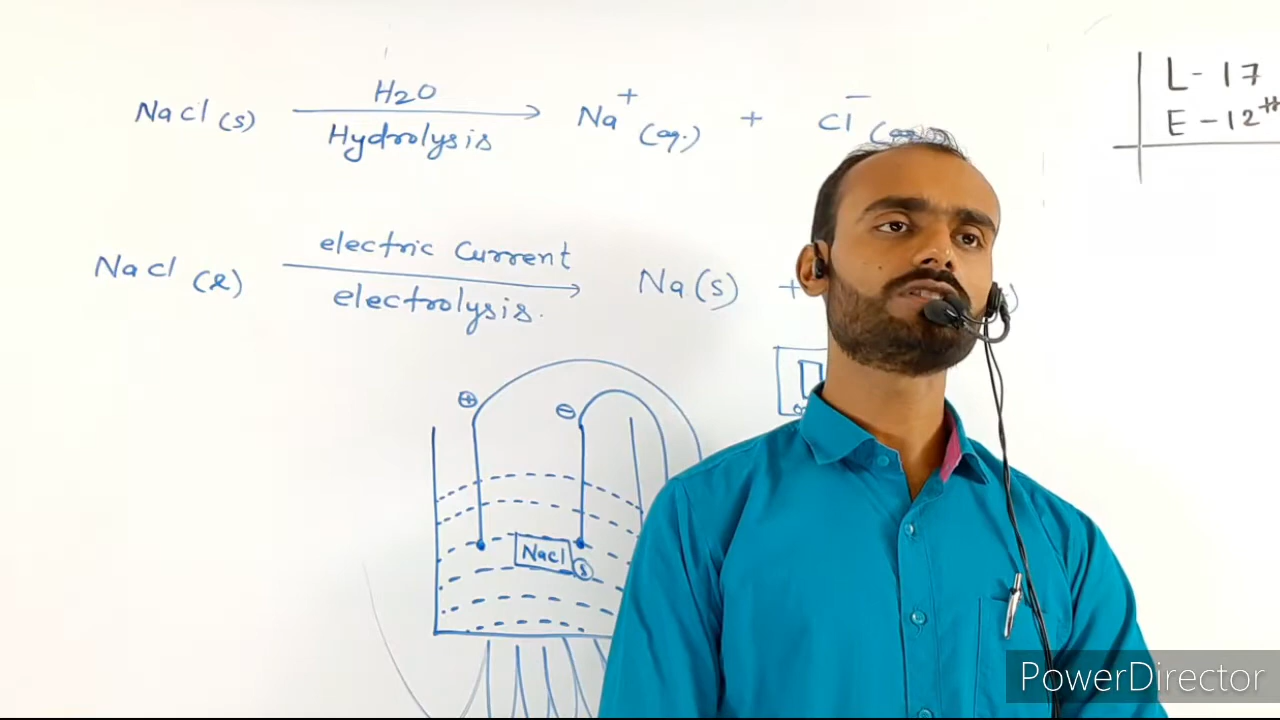 NaCl (s) H2O → Na+ (aq.) + Cl−
Hydrolysis
L - 17
E - 12th
NaCl (l) electric Current → Na(s) +
electrolysis.
⊕ ⊖
NaCl (s)
PowerDirector